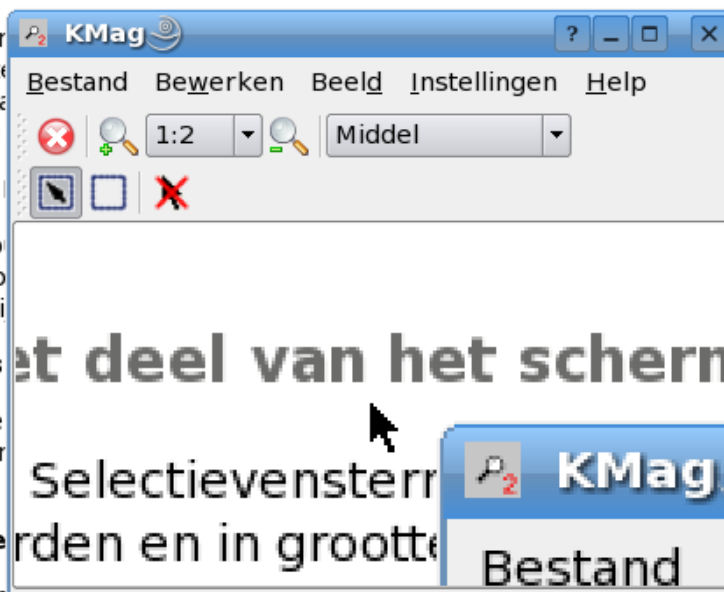 KMag
Bestand Bewerken Beeld Instellingen Help
1:2 Middel
et deel van het scherm
Selectievensterr
KMag
rden en in grootte
Bestand